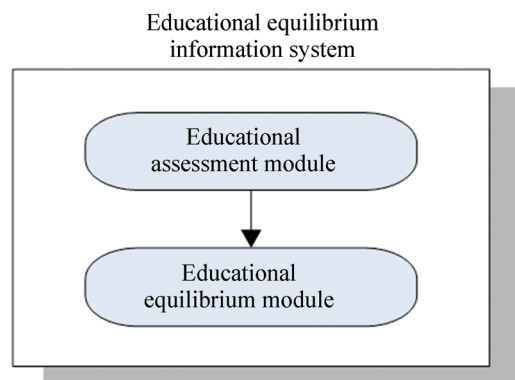 Educational equilibrium
information system
Educational
assessment module
Educational
equilibrium module